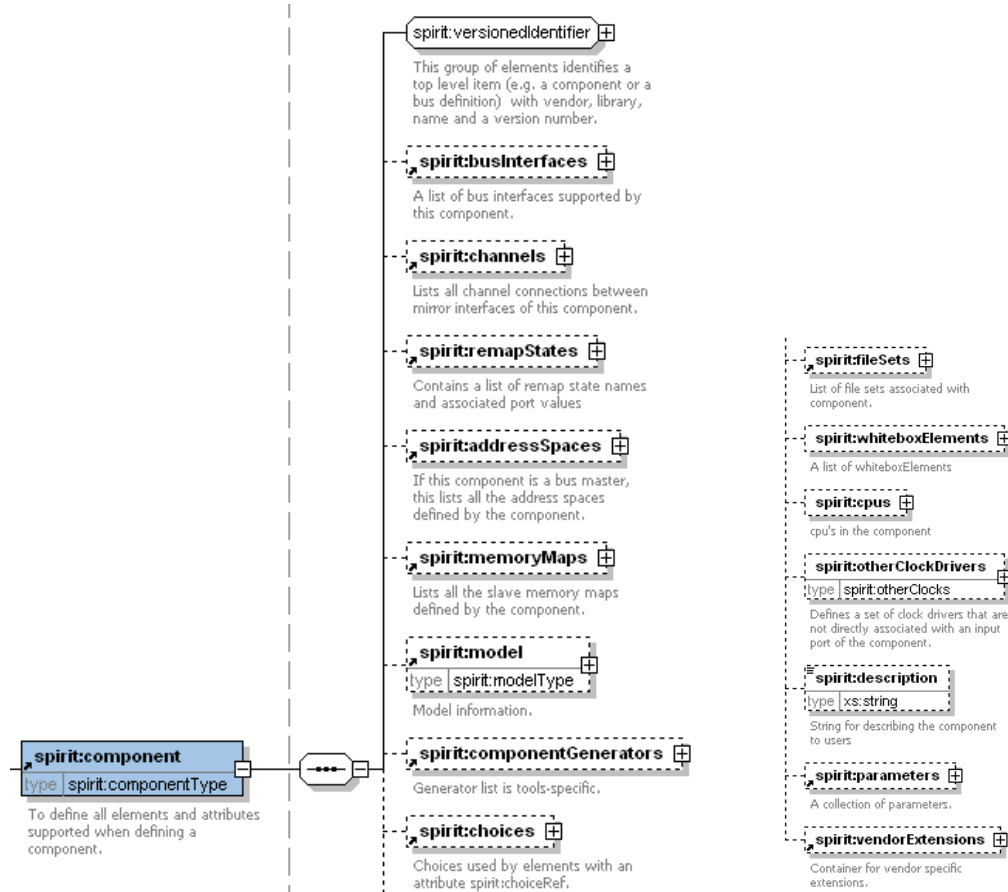 spirit:versionedIdentifier
This group of elements identifies a
top level item (e.g. a component or a
bus definition) with vendor, library,
name and a version number.
spirit:busInterfaces
A list of bus interfaces supported by
this component.
spirit:channels
Lists all channel connections between
mirror interfaces of this component.
spirit:remapStates
Contains a list of remap state names
and associated port values
spirit:addressSpaces
If this component is a bus master,
this lists all the address spaces
defined by the component.
spirit:memoryMaps
Lists all the slave memory maps
defined by the component.
spirit:model
type spirit:modelType
Model information.
spirit:component
type spirit:componentType
To define all elements and attributes
supported when defining a
component.
spirit:componentGenerators
Generator list is tools-specific.
spirit:choices
Choices used by elements with an
attribute spirit:choiceRef.
spirit:fileSets
List of file sets associated with
component.
spirit:whiteboxElements
A list of whiteboxElements
spirit:cpus
cpu's in the component
spirit:otherClockDrivers
type spirit:otherClocks
Defines a set of clock drivers that are
not directly associated with an input
port of the component.
spirit:description
type xs:string
String for describing the component
to users
spirit:parameters
A collection of parameters.
spirit:vendorExtensions
Container for vendor specific
extensions.